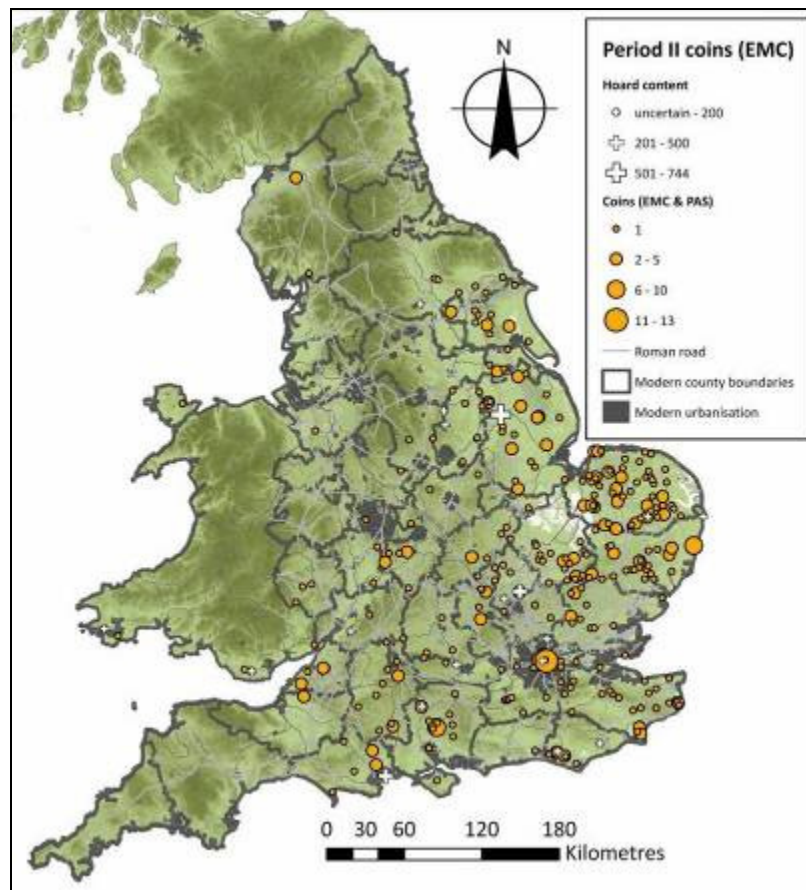 N
Period II coins (EMC)
Hoard content
uncertain - 200
201 - 500
501 - 744
Coins (EMC & PAS)
1
2 - 5
6 - 10
11 - 13
Roman road
Modern county boundaries
Modern urbanisation
0 30 60 120 180
Kilometres